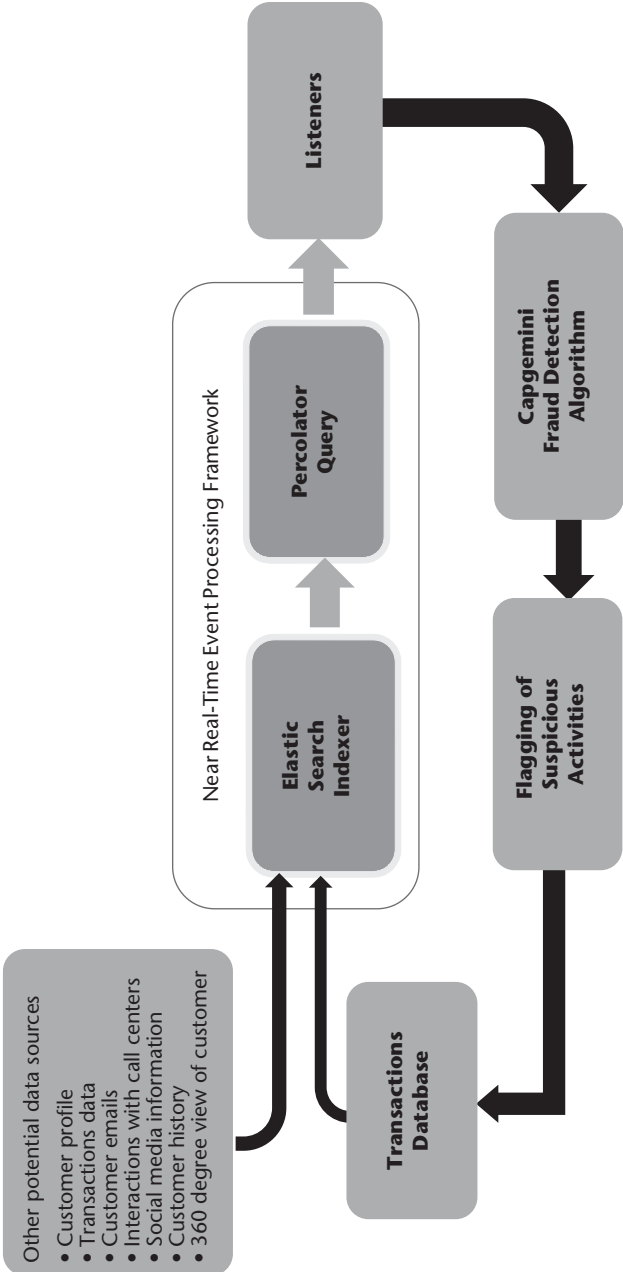 Other potential data sources
• Customer profile
• Transactions data
• Customer emails
• Interactions with call centers
• Social media information
• Customer history
• 360 degree view of customer
Transactions
Database
Near Real-Time Event Processing Framework
Elastic
Search
Indexer
Percolator
Query
Listeners
Capgemini
Fraud Detection
Algorithm
Flagging of
Suspicious
Activities